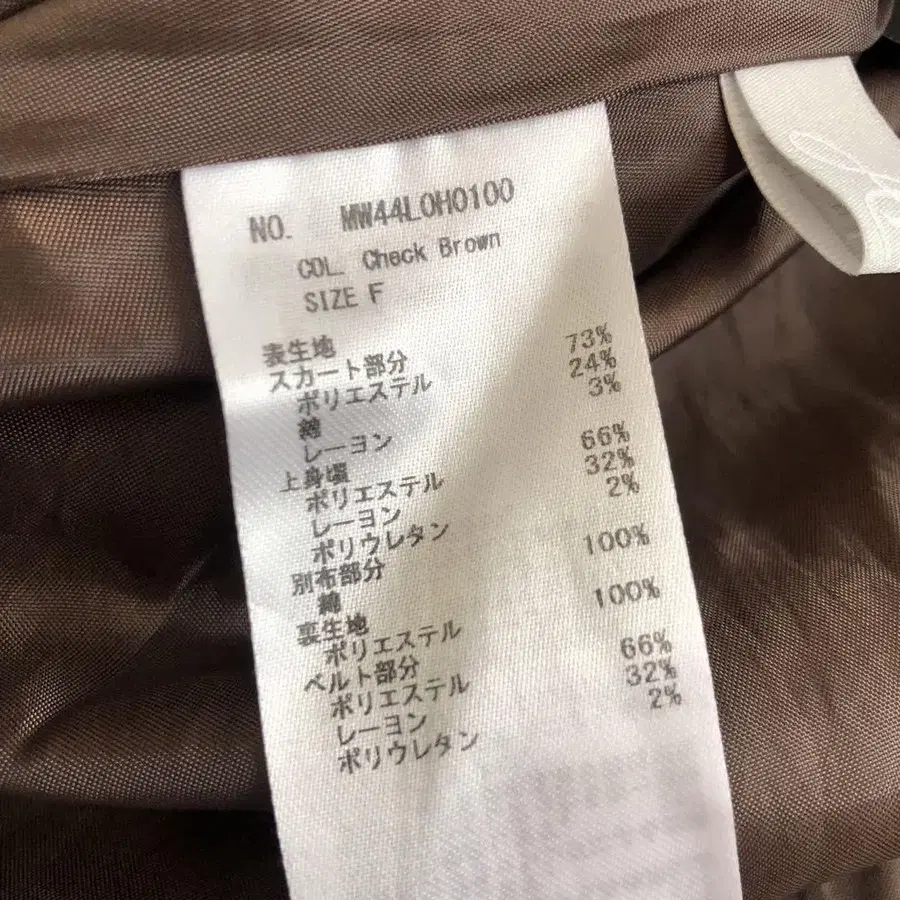 NO. MW44L0H0100
COL. Check Brown
SIZE F
表生地
スカート部分
ポリエステル 73%
綿 24%
レーヨン 3%
上身頃
ポリエステル 66%
レーヨン 32%
ポリウレタン 2%
別布部分
綿 100%
裏生地
ポリエステル 100%
ベルト部分
ポリエステル 66%
レーヨン 32%
ポリウレタン 2%